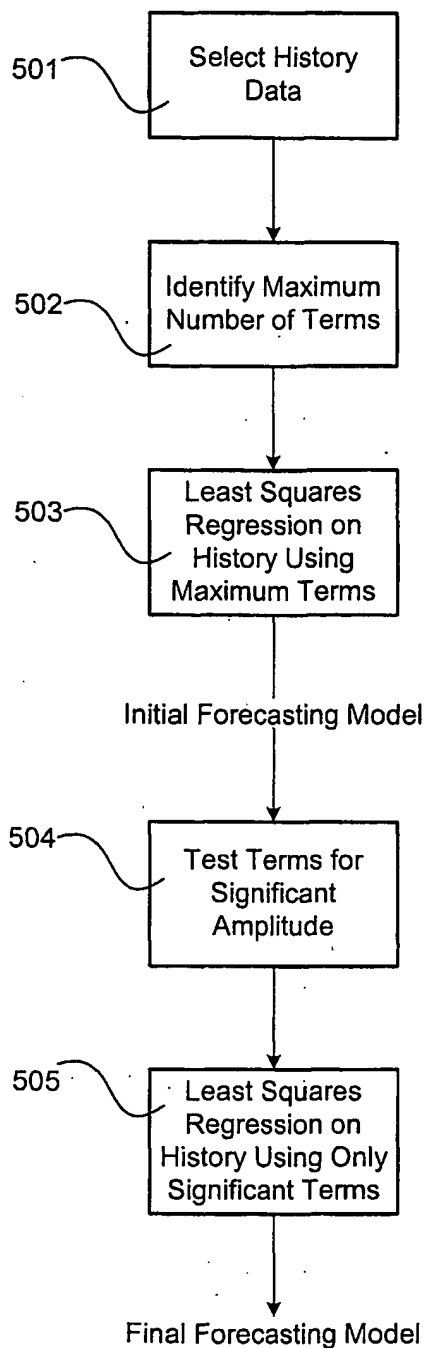 501
Select History
Data
502
Identify Maximum
Number of Terms
503
Least Squares
Regression on
History Using
Maximum Terms
Initial Forecasting Model
504
Test Terms for
Significant
Amplitude
505
Least Squares
Regression on
History Using Only
Significant Terms
Final Forecasting Model